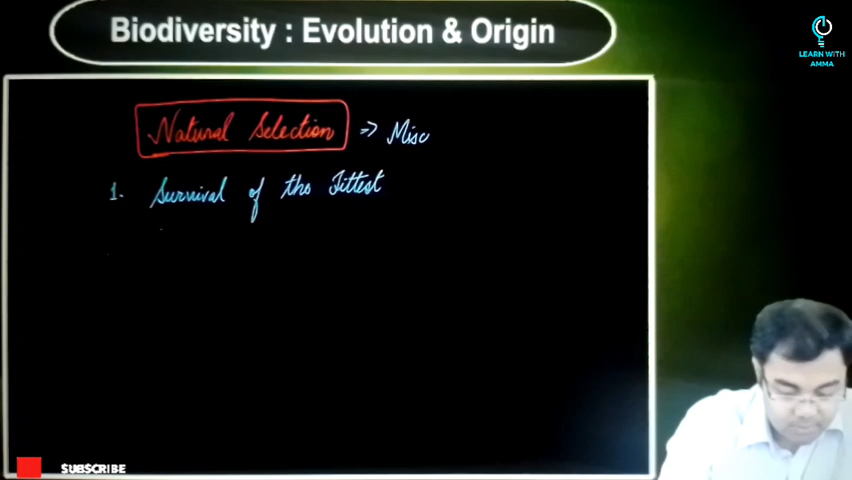 Biodiversity : Evolution & Origin
LEARN WITH
AMMA
Natural Selection => Misc
1. Survival of the Fittest
SUBSCRIBE